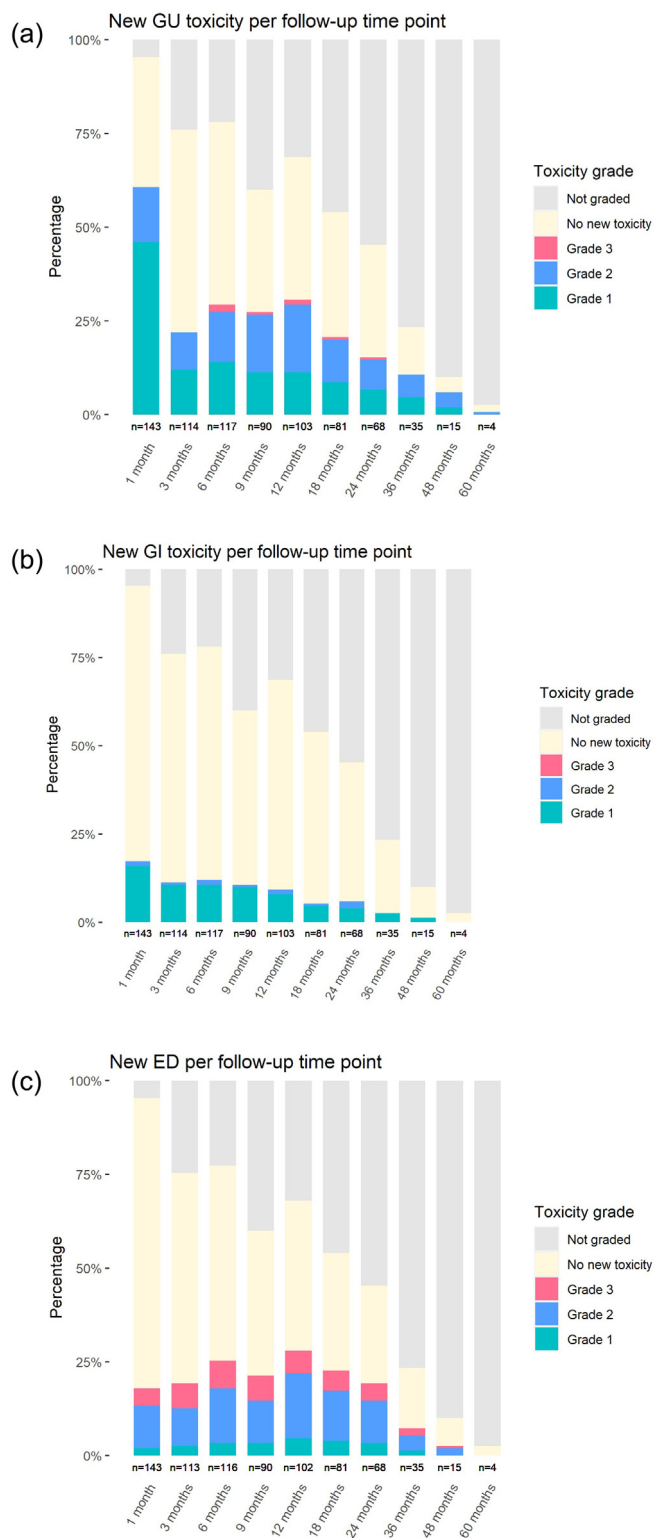 (a)
New GU toxicity per follow-up time point
100%
75%
50%
25%
0%
Percentage
n=143 n=114 n=117 n=90 n=103 n=81 n=68 n=35 n=15 n=4
1 month 3 months 6 months 9 months 12 months 18 months 24 months 36 months 48 months 60 months
Toxicity grade
Not graded
No new toxicity
Grade 3
Grade 2
Grade 1
(b)
New GI toxicity per follow-up time point
100%
75%
50%
25%
0%
Percentage
n=143 n=114 n=117 n=90 n=103 n=81 n=68 n=35 n=15 n=4
1 month 3 months 6 months 9 months 12 months 18 months 24 months 36 months 48 months 60 months
Toxicity grade
Not graded
No new toxicity
Grade 3
Grade 2
Grade 1
(c)
New ED per follow-up time point
100%
75%
50%
25%
0%
Percentage
n=143 n=113 n=116 n=90 n=102 n=81 n=68 n=35 n=15 n=4
1 month 3 months 6 months 9 months 12 months 18 months 24 months 36 months 48 months 60 months
Toxicity grade
Not graded
No new toxicity
Grade 3
Grade 2
Grade 1